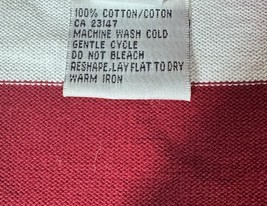 100% COTTON/COTON
CA 23147
MACHINE WASH COLD
GENTLE CYCLE
DO NOT BLEACH
RESHAPE, LAY FLAT TO DRY
WARM IRON